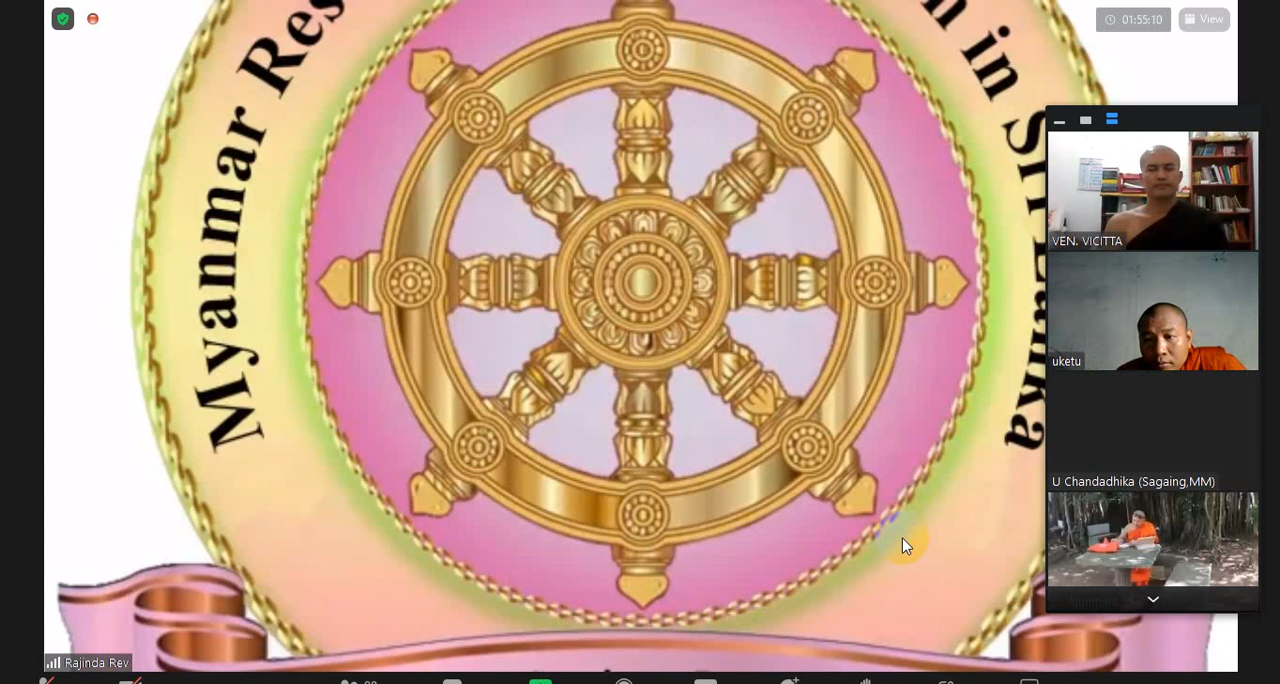 01:55:10
View
Myanmar Res
n in Sri Lanka
VEN. VICITTA
uketu
U Chandadhika (Sagaing,MM)
Rajinda Rev